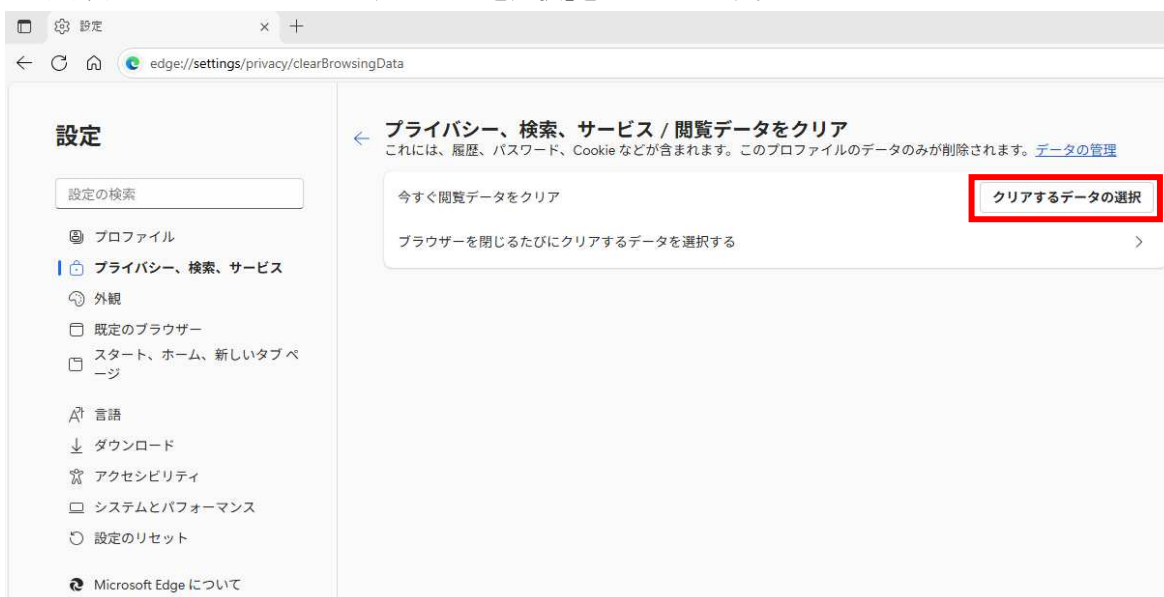 設定
edge://settings/privacy/clearBrowsingData
設定
設定の検索
プロファイル
プライバシー、検索、サービス
外観
既定のブラウザー
スタート、ホーム、新しいタブ ペ
ージ
言語
ダウンロード
アクセシビリティ
システムとパフォーマンス
設定のリセット
Microsoft Edge について
プライバシー、検索、サービス / 閲覧データをクリア
これには、履歴、パスワード、Cookie などが含まれます。このプロファイルのデータのみが削除されます。データの管理
今すぐ閲覧データをクリア
クリアするデータの選択
ブラウザーを閉じるたびにクリアするデータを選択する